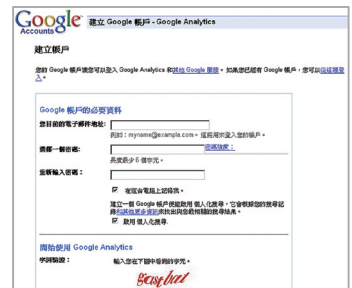 Google 建立 Google 帳戶 - Google Analytics
Accounts
建立帳戶
您的 Google 帳戶讓您可以登入 Google Analytics 和其他 Google 服務。如果您已經有 Google 帳戶，您可以從這裡登
入。
Google 帳戶的必要資料
您目前的電子郵件地址:
例如：myname@example.com。這將用來登入您的帳戶。
選擇一個密碼: 密碼強度：
長度最少 6 個字元。
重新輸入密碼：
在這台電腦上記得我。
建立一個 Google 帳戶便能啟用 個人化搜尋，它會根據您的搜尋記
錄和其他更多資訊來找出與您最相關的搜尋結果。
啟用 個人化搜尋.
開始使用 Google Analytics
字詞驗證： 輸入您在下圖中看到的字元。